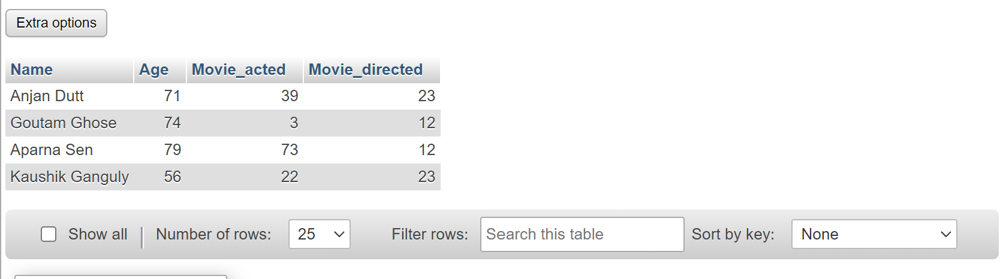 Extra options
Name Age Movie_acted Movie_directed
Anjan Dutt 71 39 23
Goutam Ghose 74 3 12
Aparna Sen 79 73 12
Kaushik Ganguly 56 22 23
Show all | Number of rows: 25 Filter rows: Search this table Sort by key: None